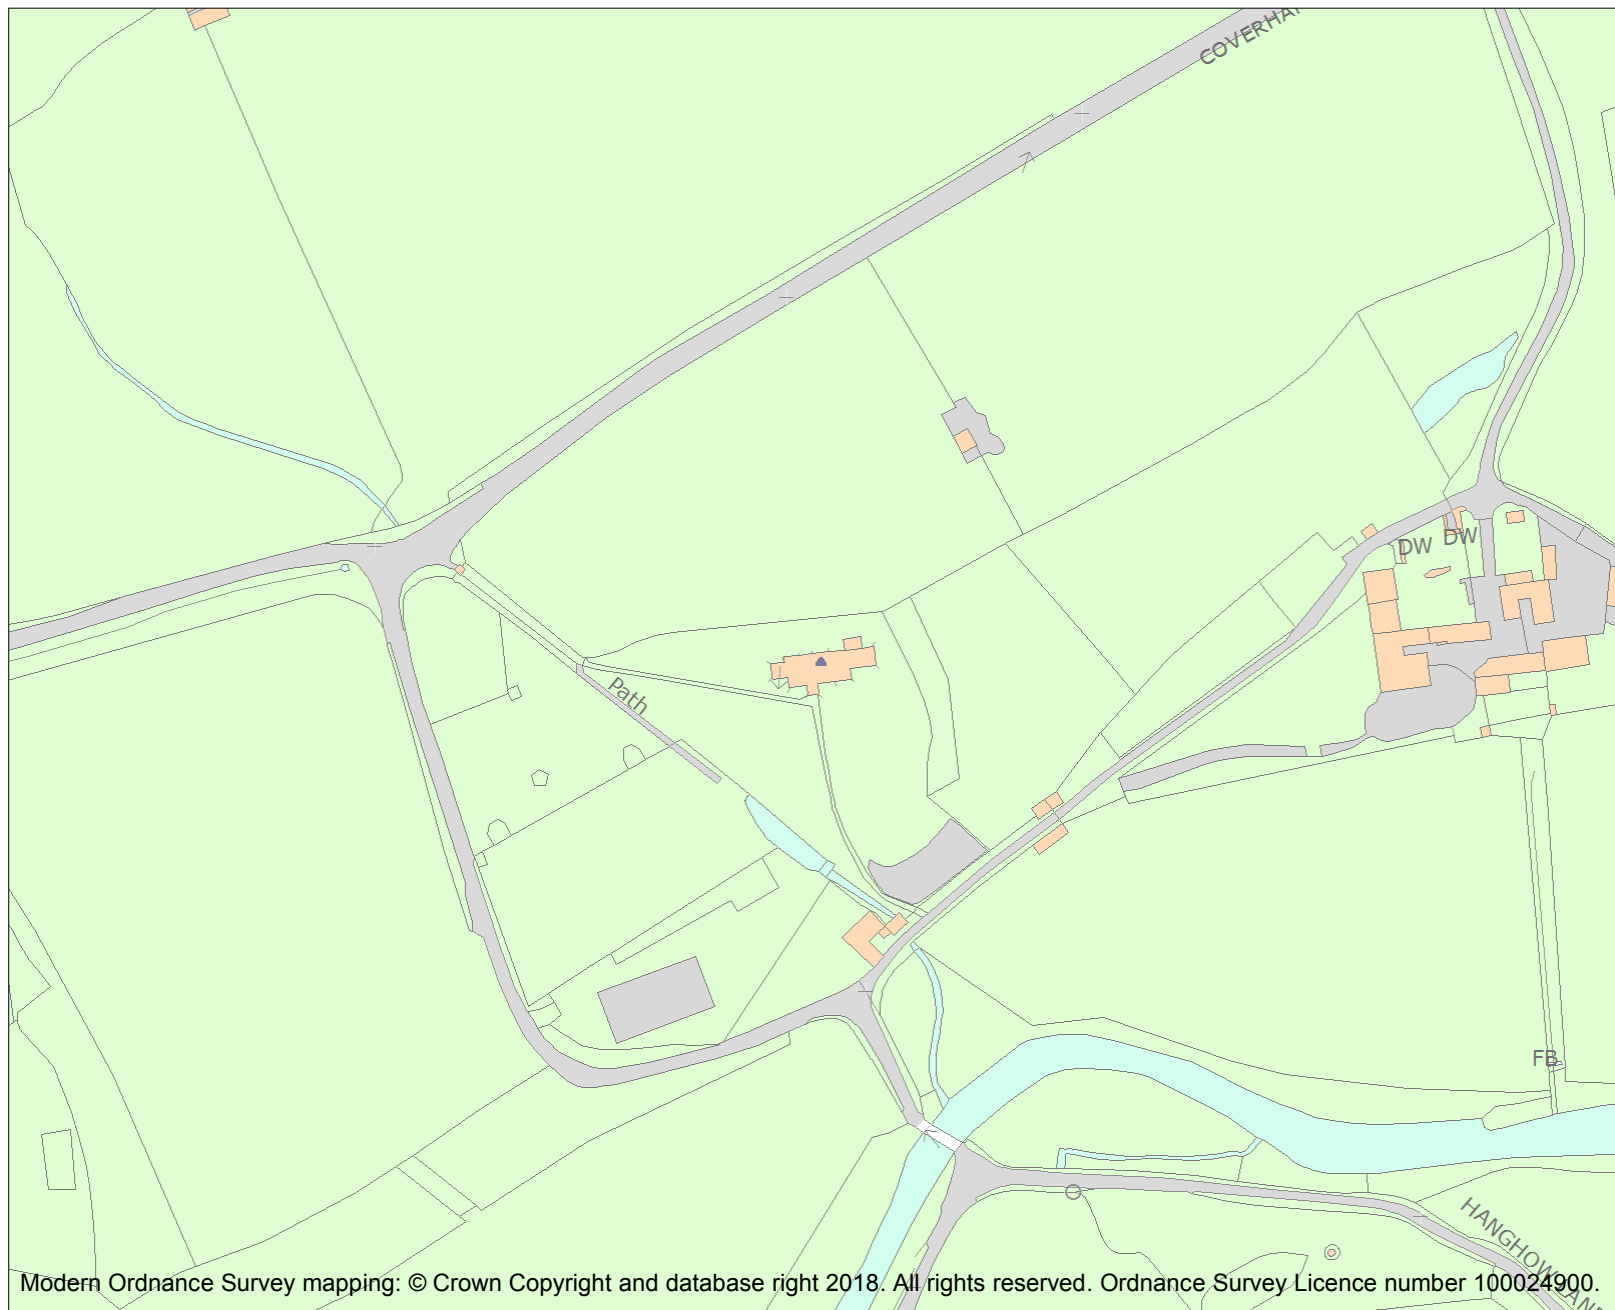 COVERHA
DW
DW
Path
FB
HANGHOW LAN
Modern Ordnance Survey mapping: © Crown Copyright and database right 2018. All rights reserved. Ordnance Survey Licence number 100024900.